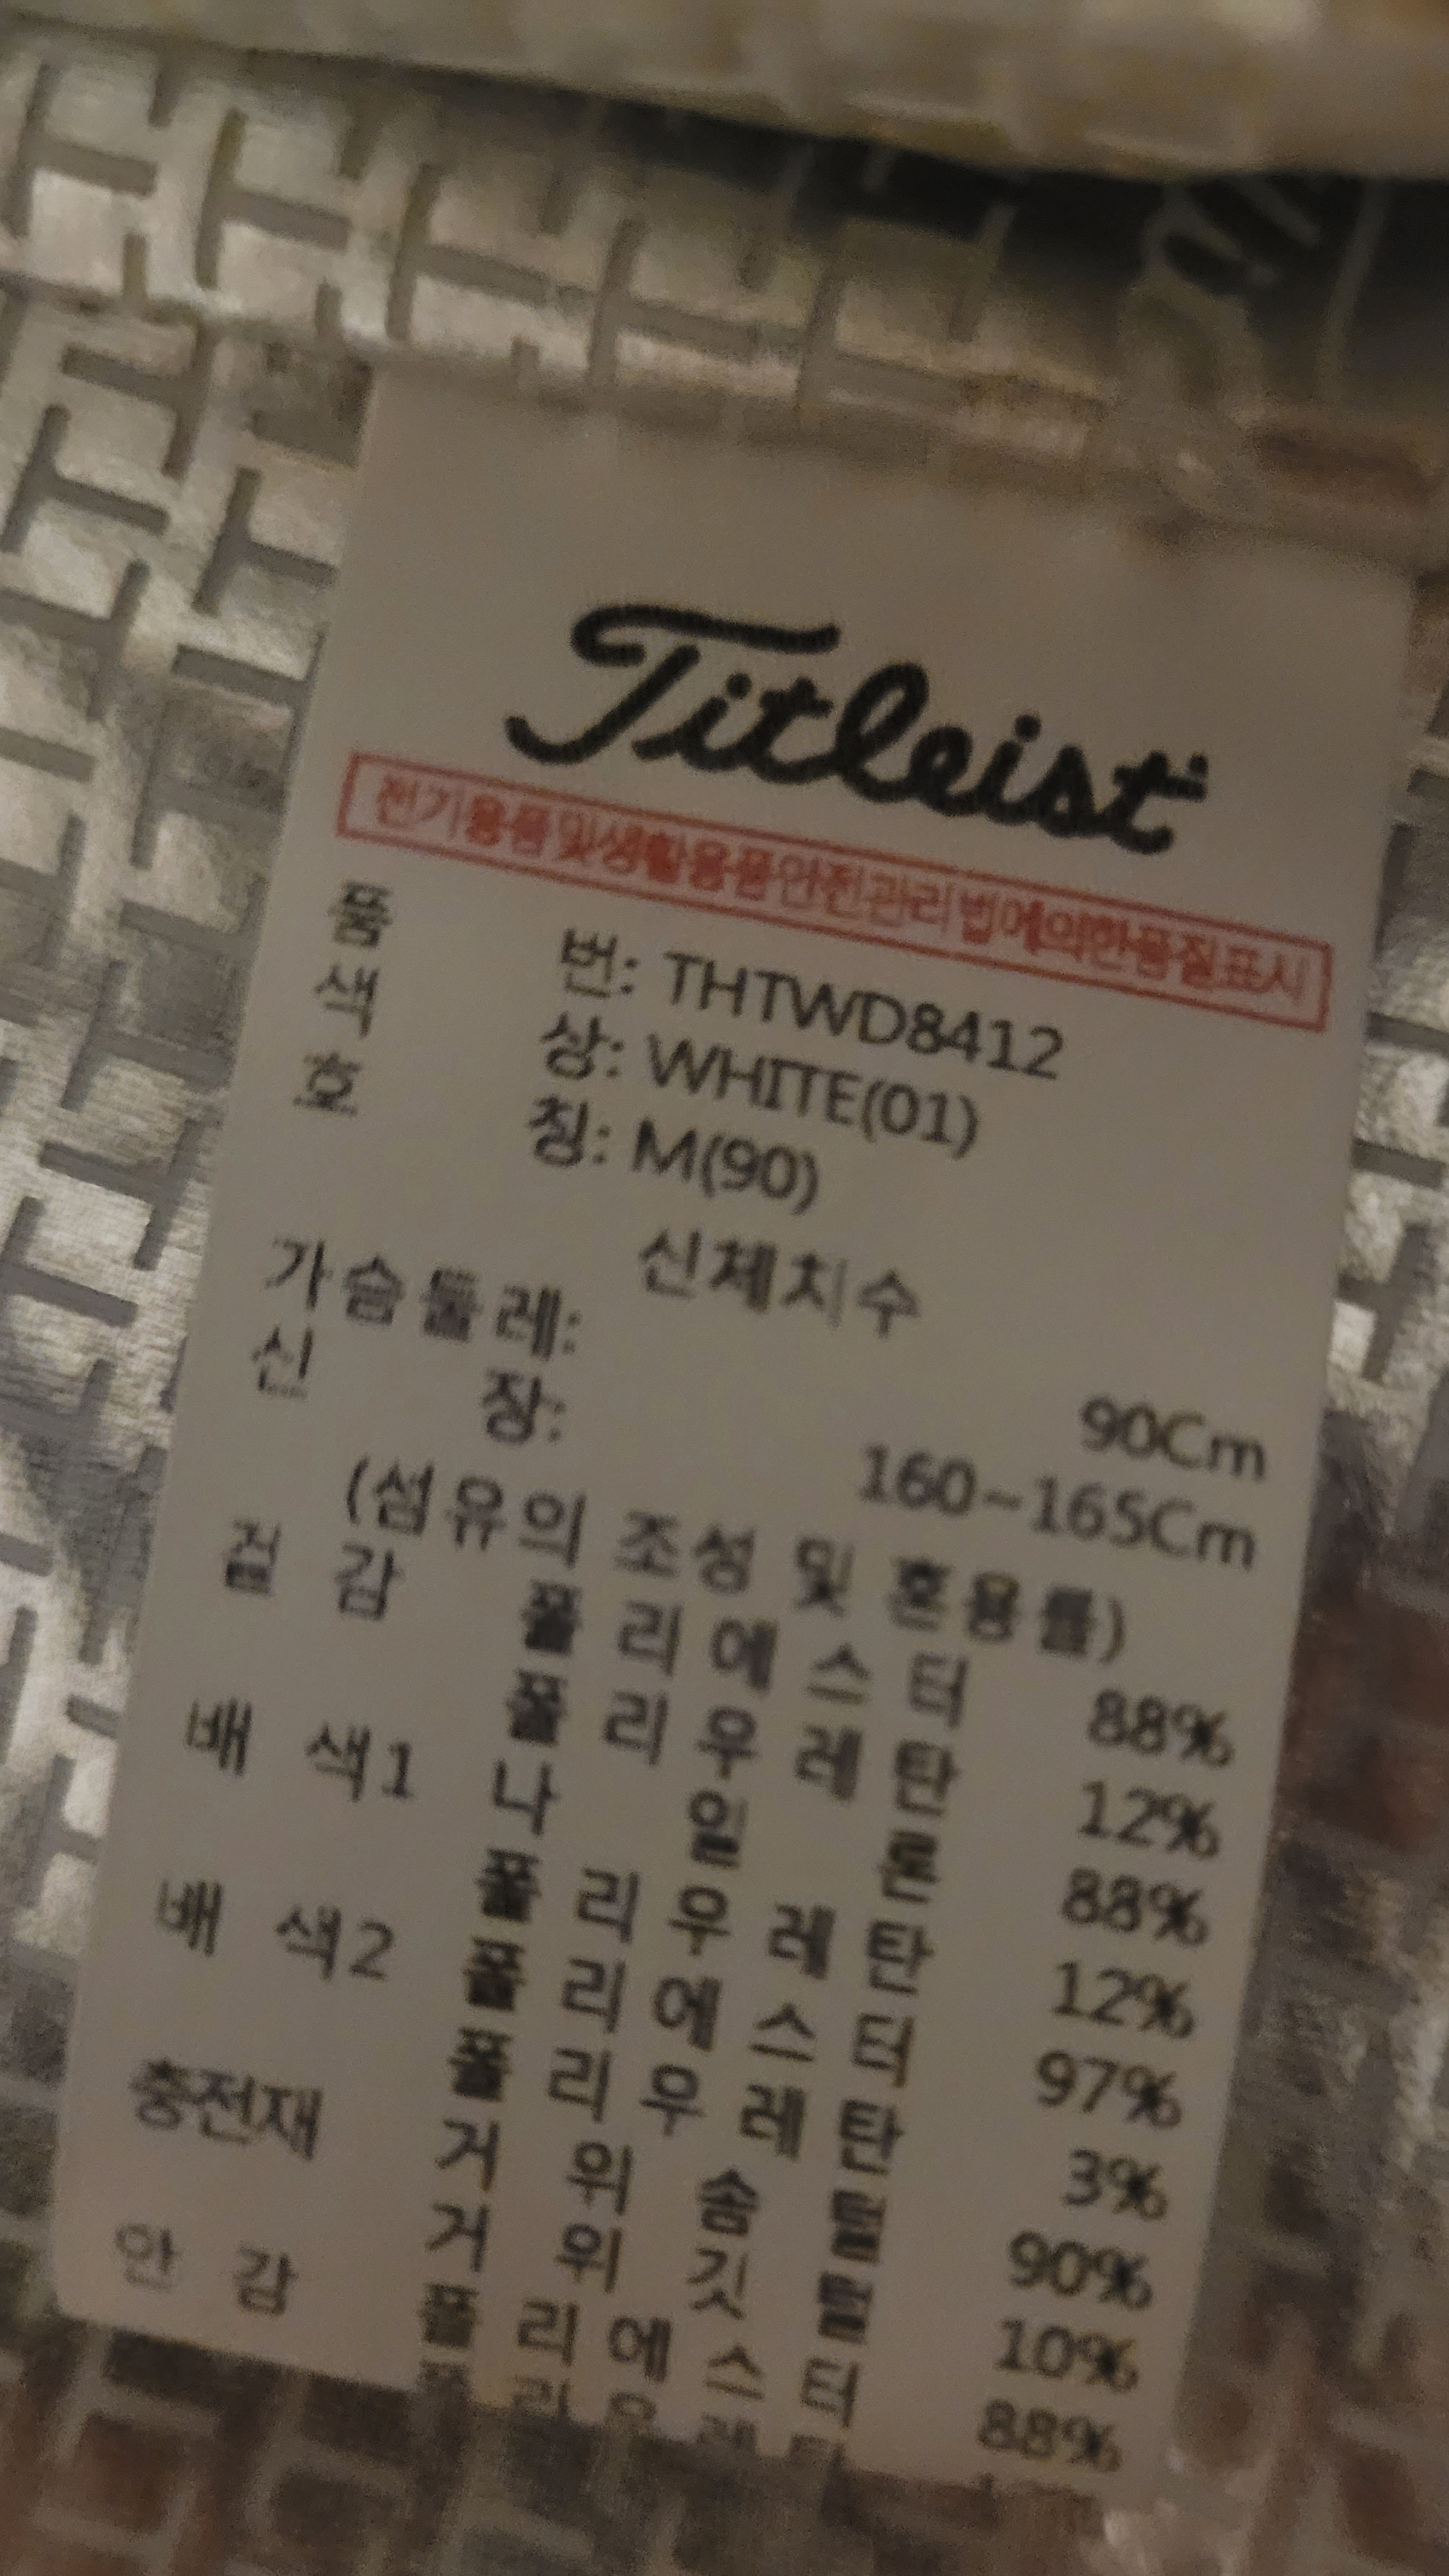 Titleist
전기용품및생활용품안전관리법에의한품질표시
품 번: THTWD8412
색 상: WHITE(01)
호 칭: M(90)
신체치수
가슴둘레: 90Cm
신 장: 160~165Cm
(섬유의 조성 및 혼용률)
겉 감 폴리에스터 88%
폴리우레탄 12%
배 색1 나일론 88%
폴리우레탄 12%
배 색2 폴리에스터 97%
폴리우레탄 3%
충전재 거위솜털 90%
거위깃털 10%
안 감 폴리에스터 88%
폴리우레탄